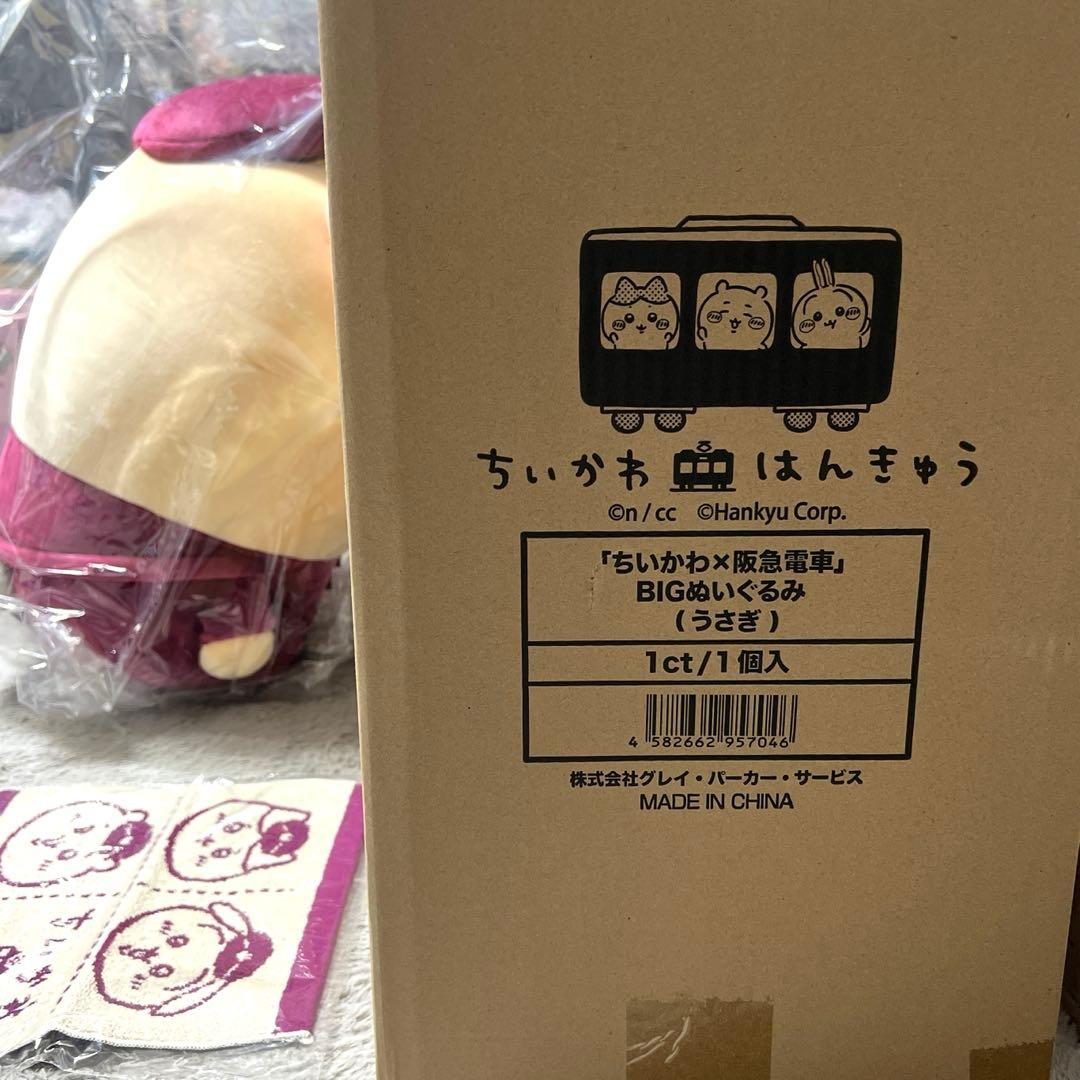 ちいかわ はんきゅう
©n / cc ©Hankyu Corp.
「ちいかわ×阪急電車」
BIGぬいぐるみ
(うさぎ)
1ct/1個入
4 582662 957046
株式会社グレイ・パーカー・サービス
MADE IN CHINA